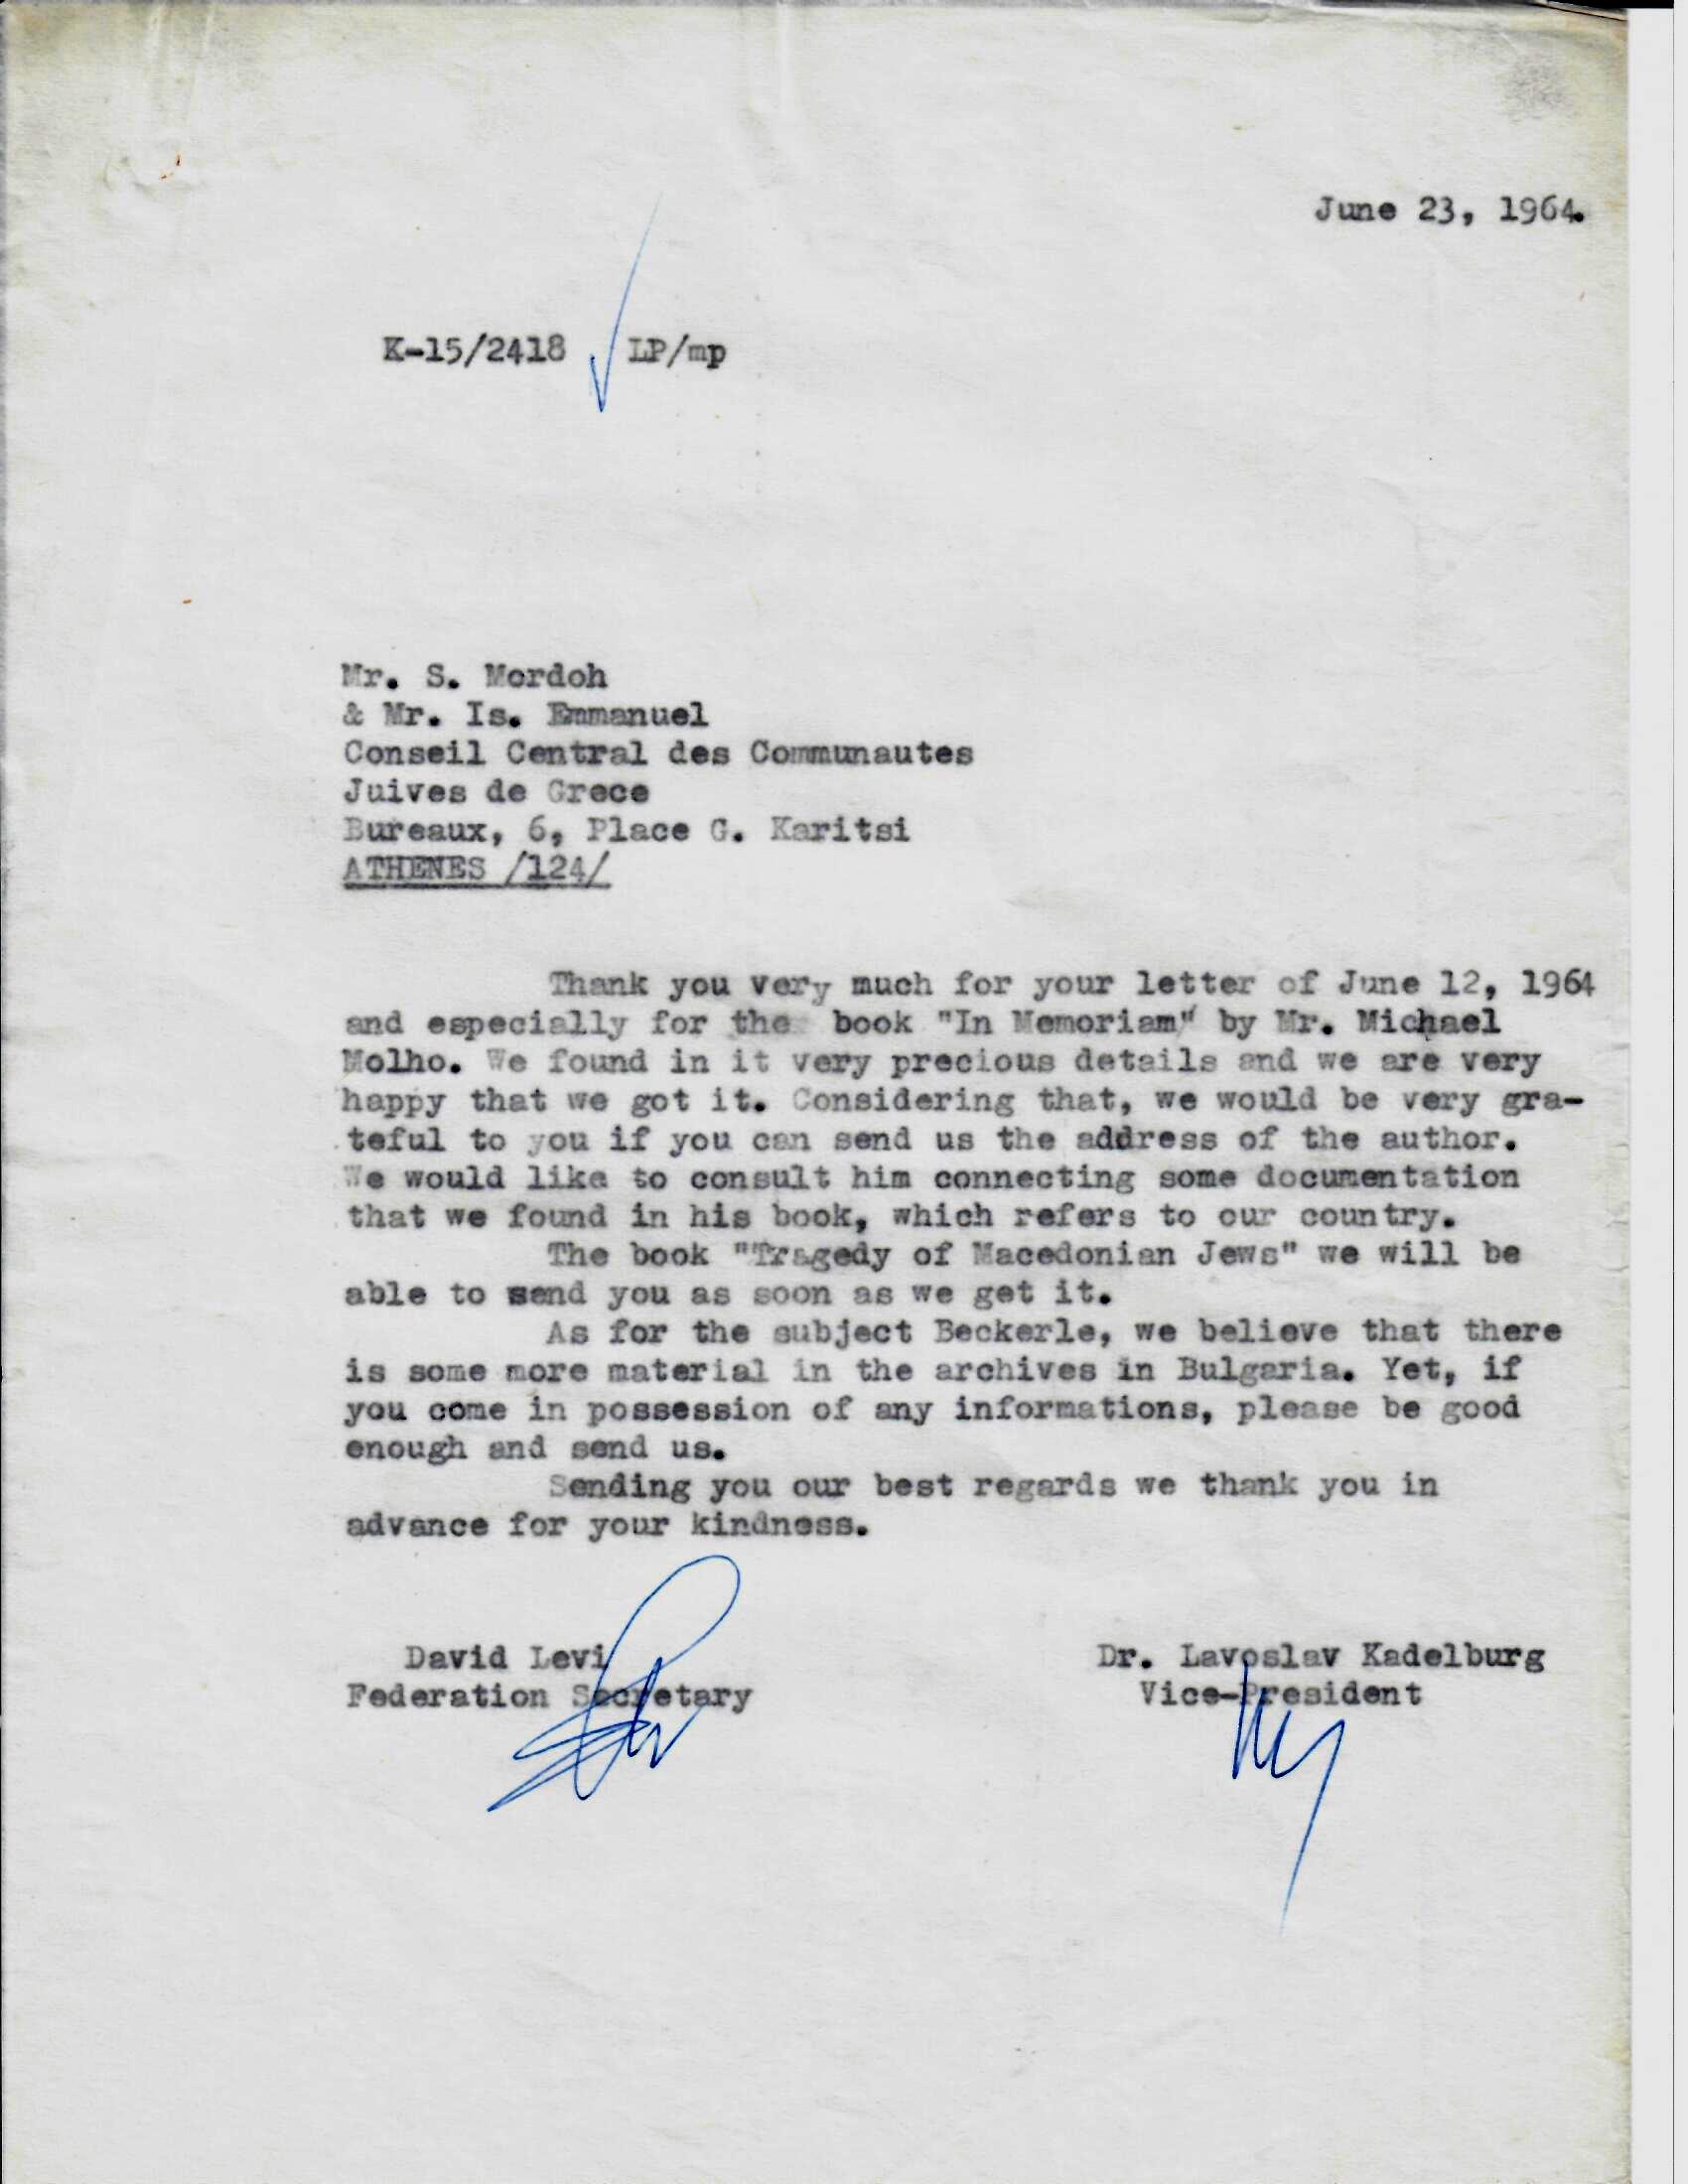 June 23, 1964.
K-15/2418 LP/mp
Mr. S. Mordoh
& Mr. Is. Emmanuel
Conseil Central des Communautes
Juives de Grece
Bureaux, 6, Place G. Karitsi
ATHENES /124/
Thank you very much for your letter of June 12, 1964
and especially for the book "In Memoriam" by Mr. Michael
Molho. We found in it very precious details and we are very
happy that we got it. Considering that, we would be very gra-
teful to you if you can send us the address of the author.
We would like to consult him connecting some documentation
that we found in his book, which refers to our country.
The book "Tragedy of Macedonian Jews" we will be
able to send you as soon as we get it.
As for the subject Beckerle, we believe that there
is some more material in the archives in Bulgaria. Yet, if
you come in possession of any informations, please be good
enough and send us.
Sending you our best regards we thank you in
advance for your kindness.
David Levi Dr. Lavoslav Kadelburg
Federation Secretary Vice-President